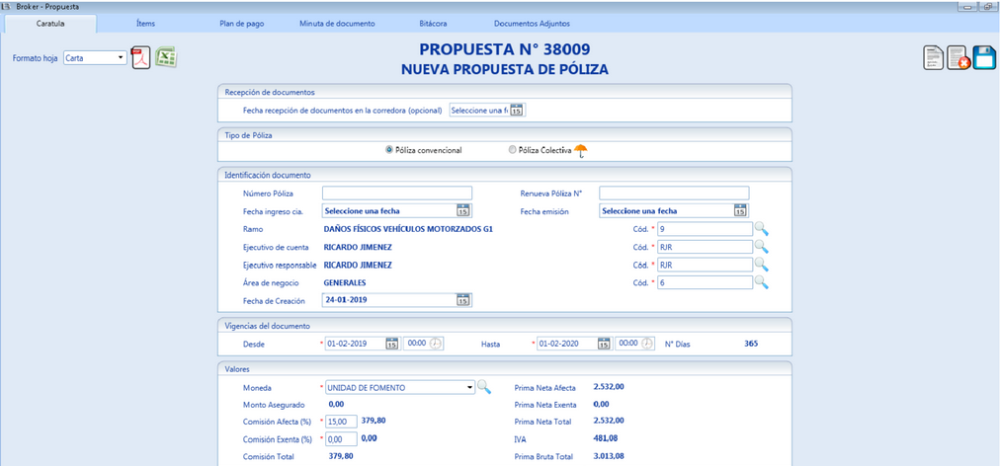 Broker - Propuesta
Caratula Ítems Plan de pago Minuta de documento Bitácora Documentos Adjuntos
Formato hoja Carta
PROPUESTA N° 38009
NUEVA PROPUESTA DE PÓLIZA
Recepción de documentos
Fecha recepción de documentos en la corredora (opcional) Seleccione una f 15
Tipo de Póliza
Póliza convencional Póliza Colectiva
Identificación documento
Número Póliza Renueva Póliza N°
Fecha ingreso cia. Seleccione una fecha 15 Fecha emisión Seleccione una fecha 15
Ramo DAÑOS FÍSICOS VEHÍCULOS MOTORZADOS G1 Cód. * 9
Ejecutivo de cuenta RICARDO JIMENEZ Cód. * RJR
Ejecutivo responsable RICARDO JIMENEZ Cód. * RJR
Área de negocio GENERALES Cód. * 6
Fecha de Creación 24-01-2019 15
Vigencias del documento
Desde * 01-02-2019 15 00:00 Hasta * 01-02-2020 15 00:00 N° Días 365
Valores
Moneda * UNIDAD DE FOMENTO Prima Neta Afecta 2.532,00
Monto Asegurado 0,00 Prima Neta Exenta 0,00
Comisión Afecta (%) * 15,00 379,80 Prima Neta Total 2.532,00
Comisión Exenta (%) * 0,00 0,00 IVA 481,08
Comisión Total 379,80 Prima Bruta Total 3.013,08